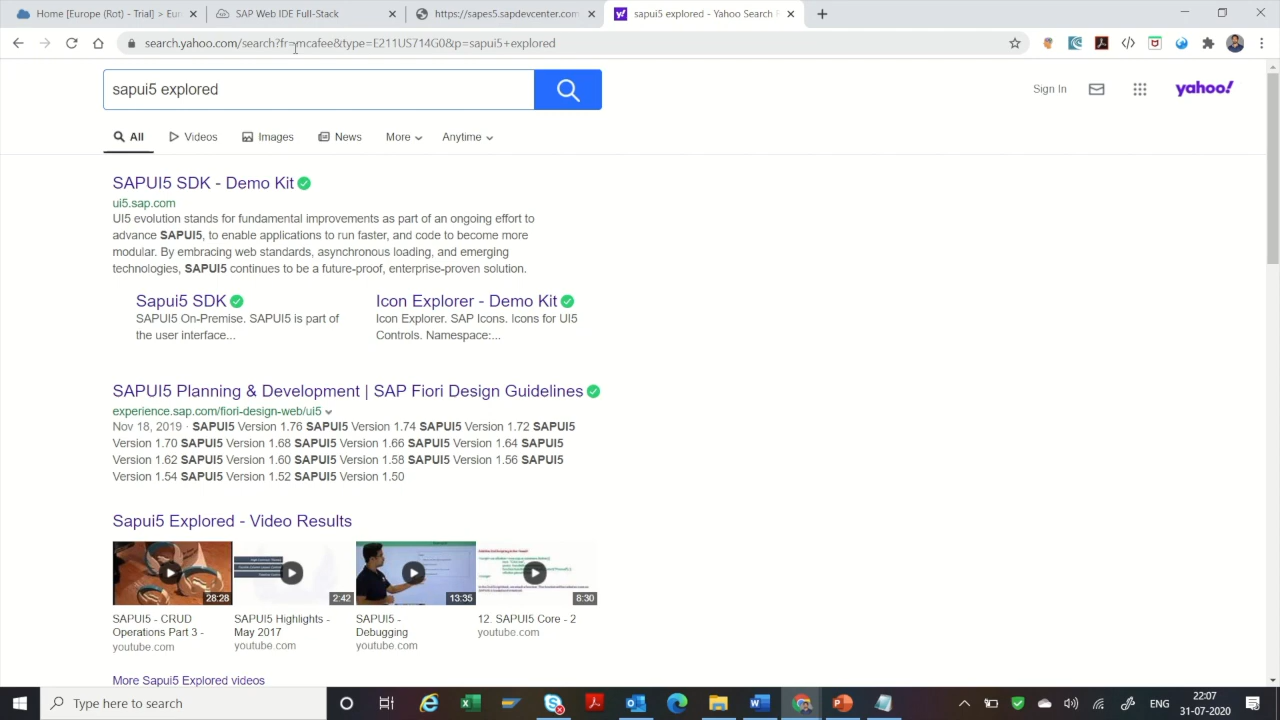 Home [Europe (Rot) - Trial] > Eur
SAP Web IDE Full-Stack
https://sapes5.sapdevcenter.com
sapui5 explored - Yahoo Search R
search.yahoo.com/search?fr=mcafee&type=E211US714G0&p=sapui5+explored
sapui5 explored
Sign In
yahoo!
All
Videos
Images
News
More
Anytime
SAPUI5 SDK - Demo Kit
ui5.sap.com
UI5 evolution stands for fundamental improvements as part of an ongoing effort to
advance SAPUI5, to enable applications to run faster, and code to become more
modular. By embracing web standards, asynchronous loading, and emerging
technologies, SAPUI5 continues to be a future-proof, enterprise-proven solution.
Sapui5 SDK
SAPUI5 On-Premise. SAPUI5 is part of
the user interface...
Icon Explorer - Demo Kit
Icon Explorer. SAP Icons. Icons for UI5
Controls. Namespace:...
SAPUI5 Planning & Development | SAP Fiori Design Guidelines
experience.sap.com/fiori-design-web/ui5
Nov 18, 2019 · SAPUI5 Version 1.76 SAPUI5 Version 1.74 SAPUI5 Version 1.72 SAPUI5
Version 1.70 SAPUI5 Version 1.68 SAPUI5 Version 1.66 SAPUI5 Version 1.64 SAPUI5
Version 1.62 SAPUI5 Version 1.60 SAPUI5 Version 1.58 SAPUI5 Version 1.56 SAPUI5
Version 1.54 SAPUI5 Version 1.52 SAPUI5 Version 1.50
Sapui5 Explored - Video Results
28:28
2:42
13:35
8:30
SAPUI5 - CRUD
Operations Part 3 -
youtube.com
SAPUI5 Highlights -
May 2017
youtube.com
SAPUI5 -
Debugging
youtube.com
12. SAPUI5 Core - 2
youtube.com
More Sapui5 Explored videos
Type here to search
ENG
22:07
31-07-2020